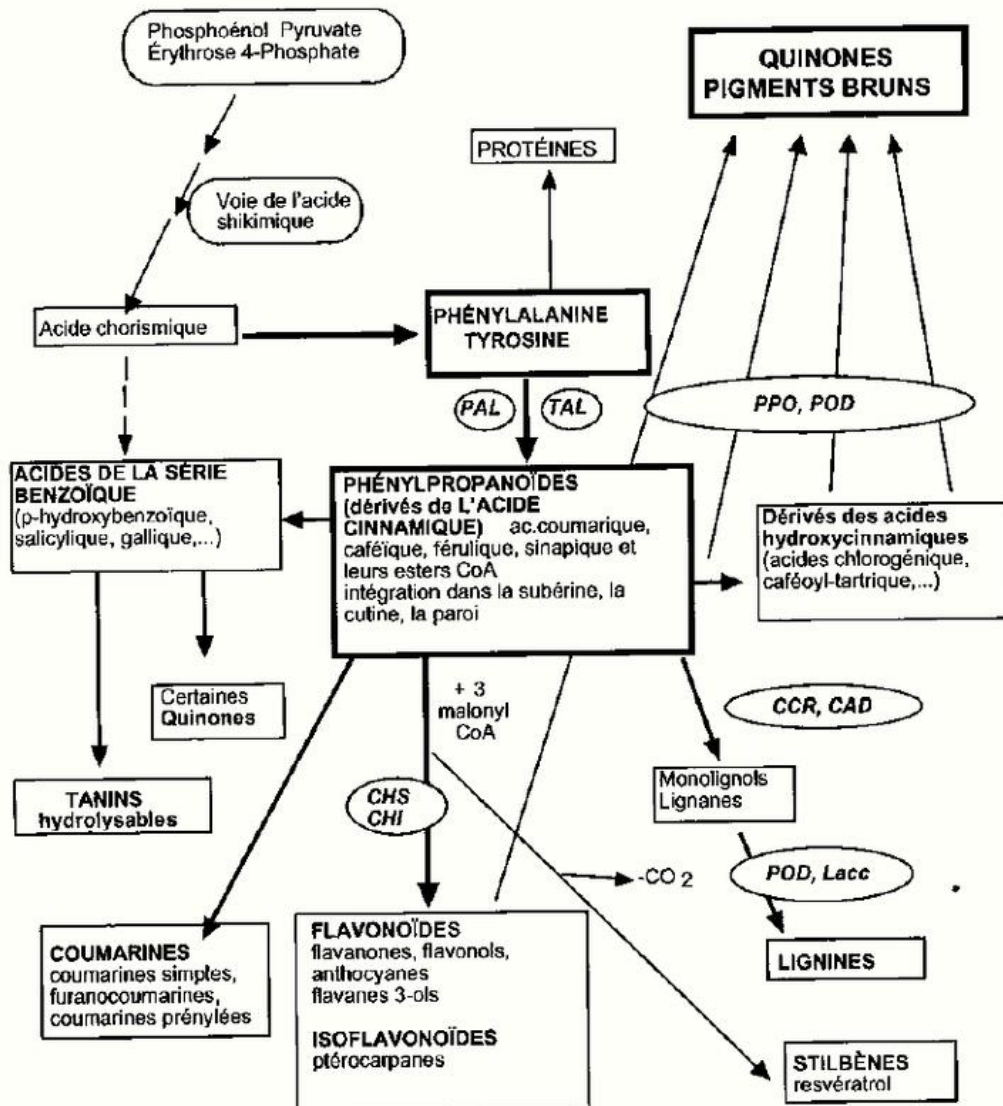 Phosphoénol Pyruvate
Érythrose 4-Phosphate
QUINONES
PIGMENTS BRUNS
PROTÉINES
Voie de l'acide
shikimique
Acide chorismique
PHÉNYLALANINE
TYROSINE
PAL
TAL
PPO, POD
ACIDES DE LA SÉRIE
BENZOÏQUE
(p-hydroxybenzoïque,
salicylique, gallique,...)
PHÉNYLPROPANOÏDES
(dérivés de L'ACIDE
CINNAMIQUE) ac.coumarique,
caféïque, férulique, sinapique et
leurs esters CoA
intégration dans la subérine, la
cutine, la paroi
Dérivés des acides
hydroxycinnamiques
(acides chlorogénique,
caféoyl-tartrique,...)
Certaines
Quinones
+ 3
malonyl
CoA
CCR, CAD
TANINS
hydrolysables
CHS
CHI
Monolignols
Lignanes
-CO 2
POD, Lacc
COUMARINES
coumarines simples,
furanocoumarines,
coumarines prénylées
FLAVONOÏDES
flavanones, flavonols,
anthocyanes
flavanes 3-ols
ISOFLAVONOÏDES
ptérocarpanes
LIGNINES
STILBÈNES
resvératrol